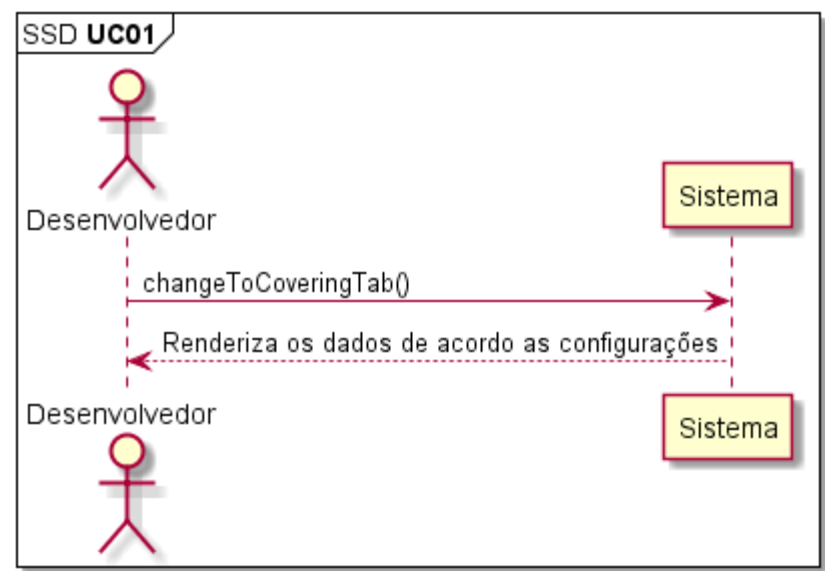 SSD UC01
Desenvolvedor
Sistema
changeToCoveringTab()
Renderiza os dados de acordo as configurações
Desenvolvedor
Sistema